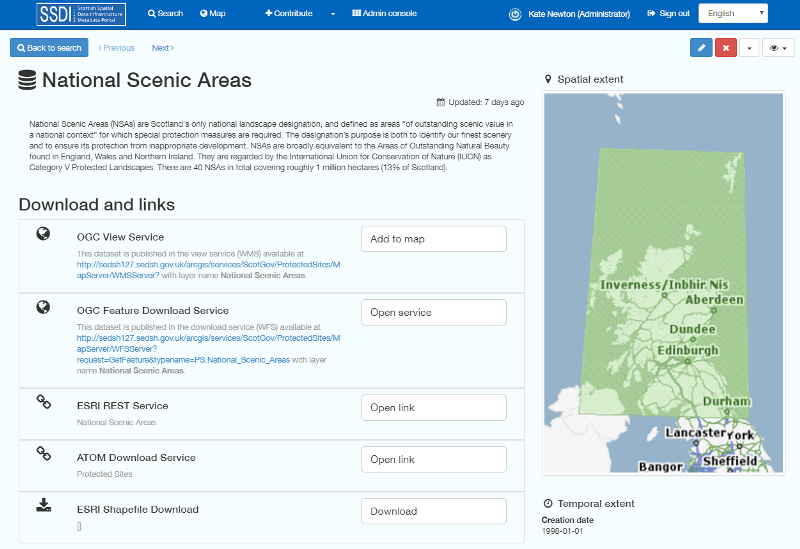 SSDI Scottish Spatial
Data Infrastructure
Metadata Portal
Search Map Contribute Admin console Kate Newton (Administrator) Sign out English
Back to search Previous Next
National Scenic Areas
Updated: 7 days ago
National Scenic Areas (NSAs) are Scotland's only national landscape designation, and defined as areas "of outstanding scenic value in
a national context" for which special protection measures are required. The designation's purpose is both to identify our finest scenery
and to ensure its protection from inappropriate development. NSAs are broadly equivalent to the Areas of Outstanding Natural Beauty
found in England, Wales and Northern Ireland. They are regarded by the International Union for Conservation of Nature (IUCN) as
Category V Protected Landscapes. There are 40 NSAs in total covering roughly 1 million hectares (13% of Scotland).
Download and links
OGC View Service
Add to map
This dataset is published in the view service (WMS) available at
http://sedsh127.sedsh.gov.uk/arcgis/services/ScotGov/ProtectedSites/M
apServer/WMSServer? with layer name National Scenic Areas.
OGC Feature Download Service
Open service
This dataset is published in the download service (WFS) available at
http://sedsh127.sedsh.gov.uk/arcgis/services/ScotGov/ProtectedSites/M
apServer/WFSServer?
request=GetFeature&typename=PS.National_Scenic_Areas with layer
name National Scenic Areas.
ESRI REST Service
Open link
National Scenic Areas
ATOM Download Service
Open link
Protected Sites
ESRI Shapefile Download
Download
Spatial extent
Inverness/Inbhir Nis
Aberdeen
Dundee
Edinburgh
Durham
Lancaster York
Bangor Sheffield
Temporal extent
Creation date
1998-01-01